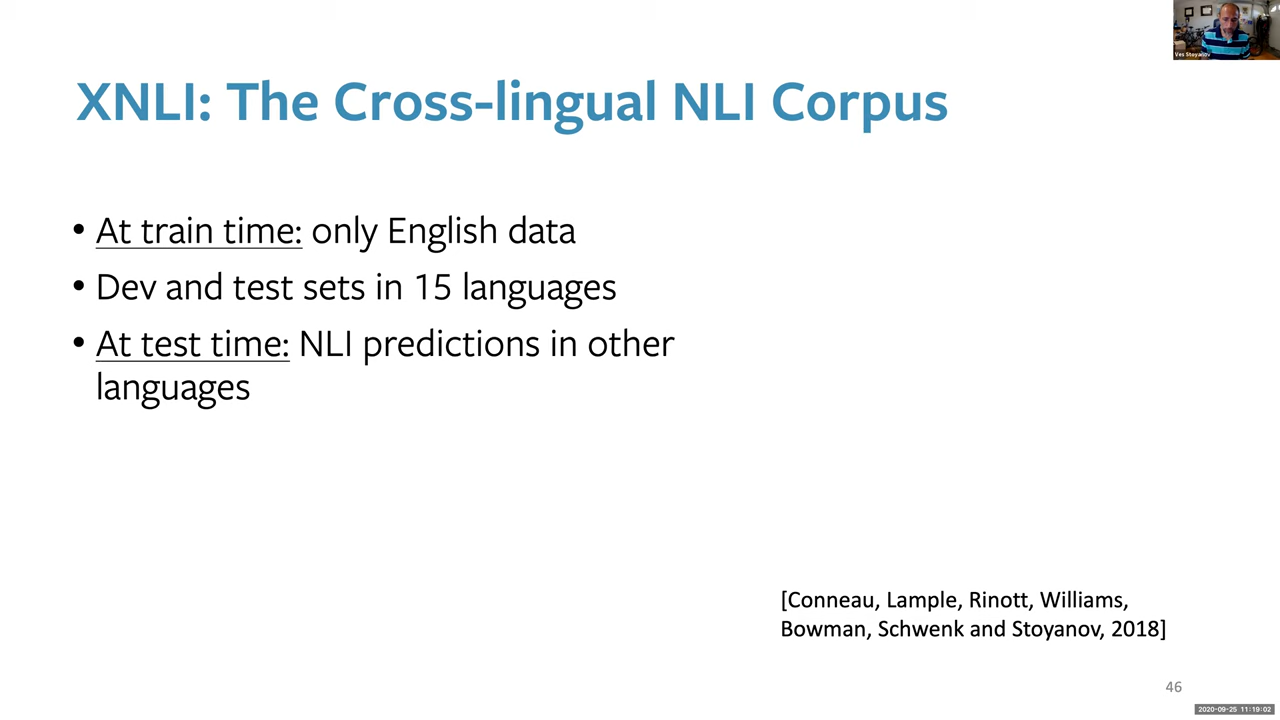 Ves Stoyanov
XNLI: The Cross-lingual NLI Corpus
• At train time: only English data
• Dev and test sets in 15 languages
• At test time: NLI predictions in other
languages
[Conneau, Lample, Rinott, Williams,
Bowman, Schwenk and Stoyanov, 2018]
46
2020-09-25 11:19:02